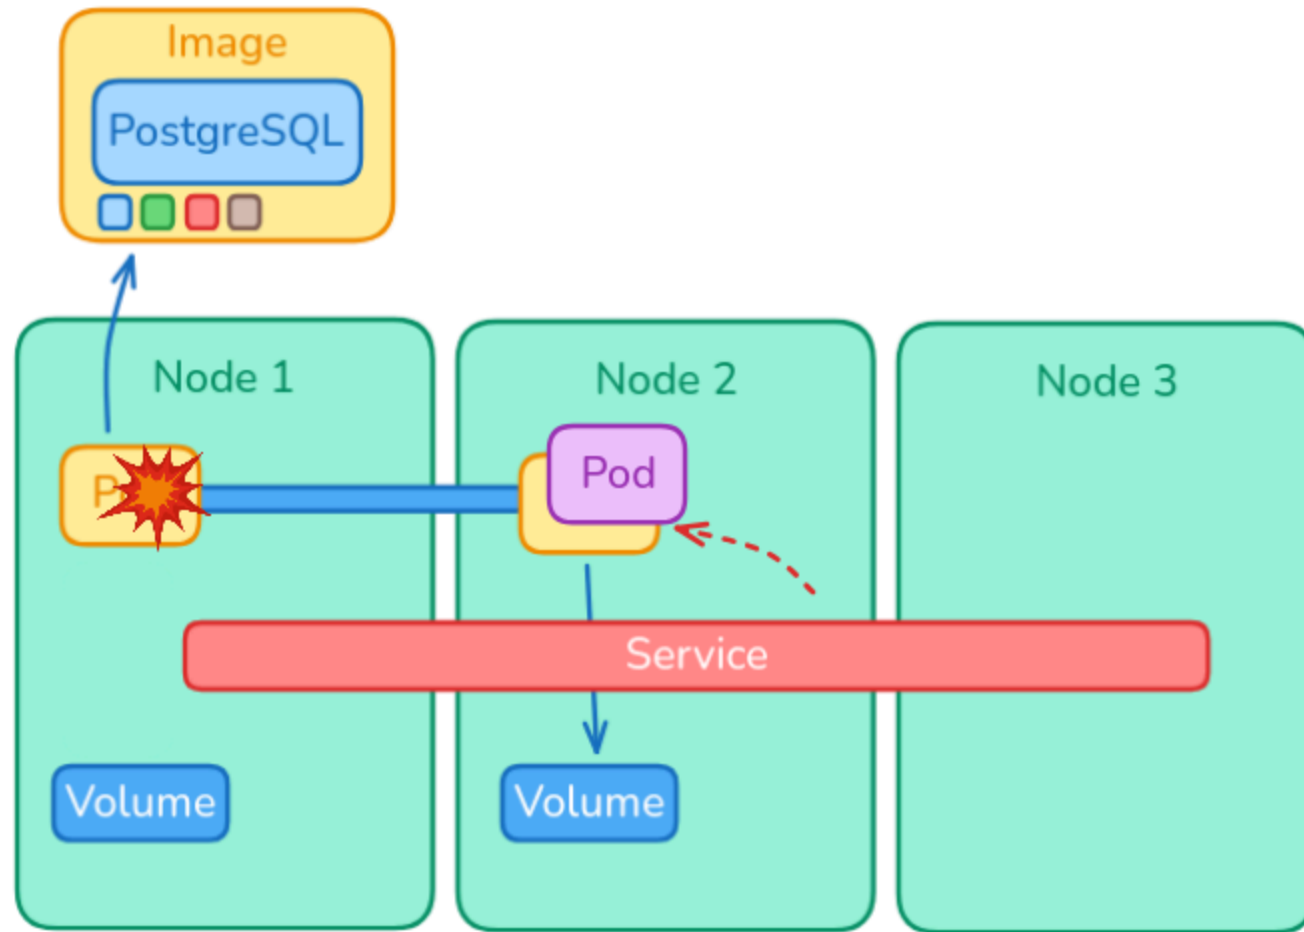 Image
PostgreSQL
Node 1
Node 2
Node 3
Pod
Service
Volume
Volume